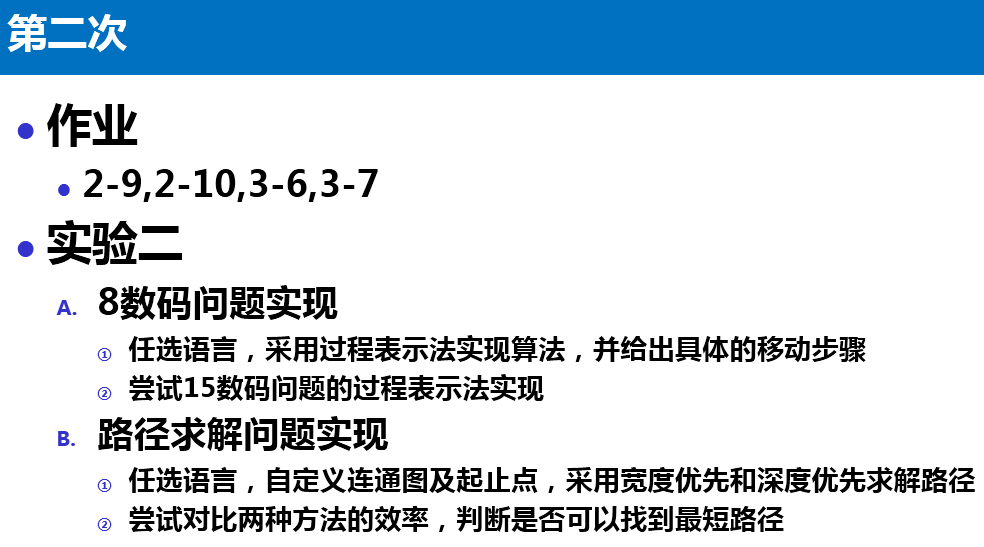 第二次
• 作业
• 2-9,2-10,3-6,3-7
• 实验二
A. 8数码问题实现
① 任选语言，采用过程表示法实现算法，并给出具体的移动步骤
② 尝试15数码问题的过程表示法实现
B. 路径求解问题实现
① 任选语言，自定义连通图及起止点，采用宽度优先和深度优先求解路径
② 尝试对比两种方法的效率，判断是否可以找到最短路径